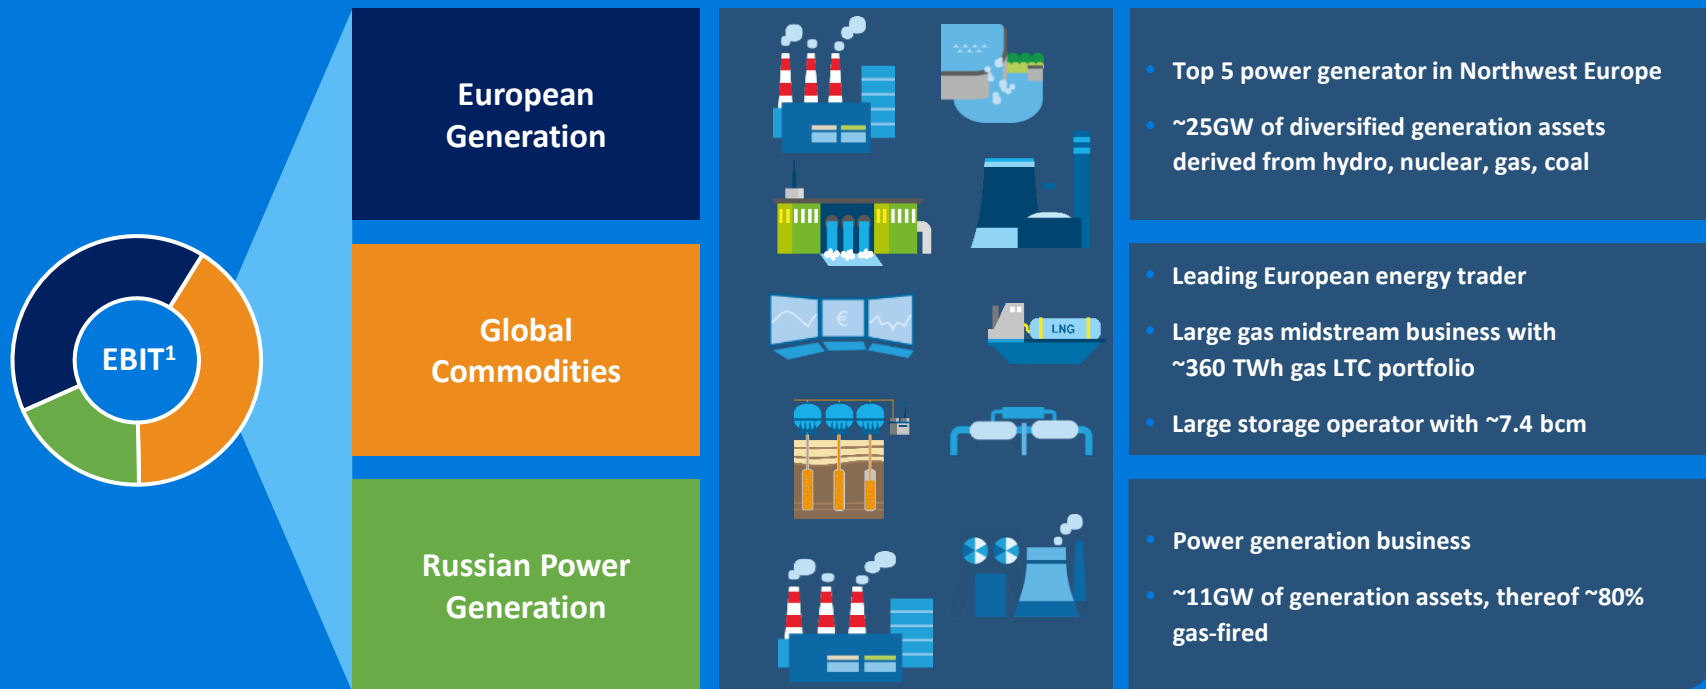 EBIT¹
European
Generation
• Top 5 power generator in Northwest Europe
• ~25GW of diversified generation assets
derived from hydro, nuclear, gas, coal
Global
Commodities
€
LNG
• Leading European energy trader
• Large gas midstream business with
~360 TWh gas LTC portfolio
• Large storage operator with ~7.4 bcm
Russian Power
Generation
• Power generation business
• ~11GW of generation assets, thereof ~80%
gas-fired